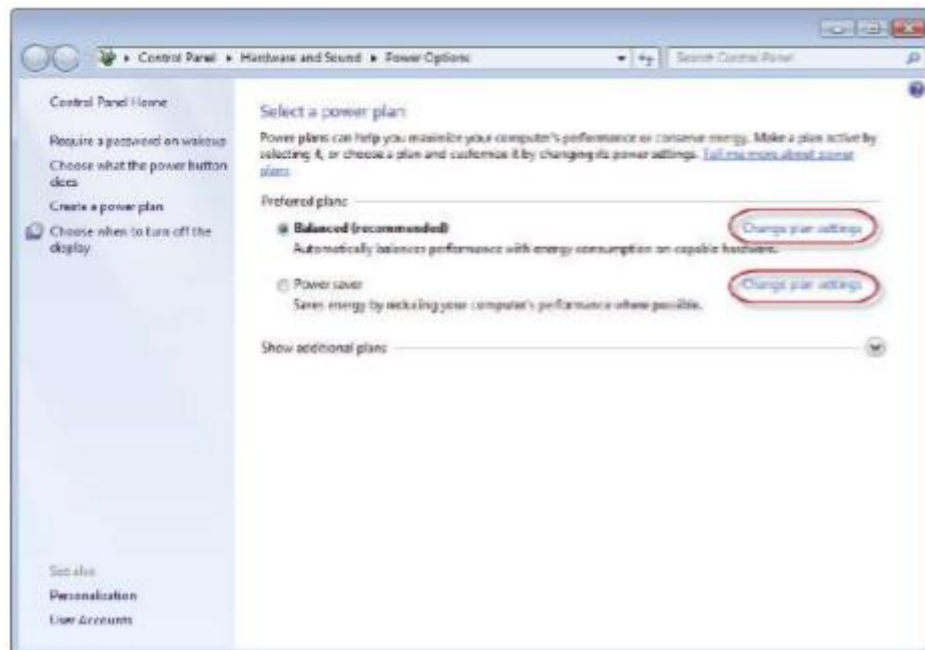 Control Panel ▸ Hardware and Sound ▸ Power Options
Search Control Panel
Control Panel Home
Require a password on wakeup
Choose what the power button
does
Create a power plan
Choose when to turn off the
display
See also
Personalization
User Accounts
Select a power plan
Power plans can help you maximize your computer's performance or conserve energy. Make a plan active by
selecting it, or choose a plan and customize it by changing its power settings. Tell me more about power
plans
Preferred plans
Balanced (recommended)
Change plan settings
Automatically balances performance with energy consumption on capable hardware.
Power saver
Change plan settings
Saves energy by reducing your computer's performance where possible.
Show additional plans